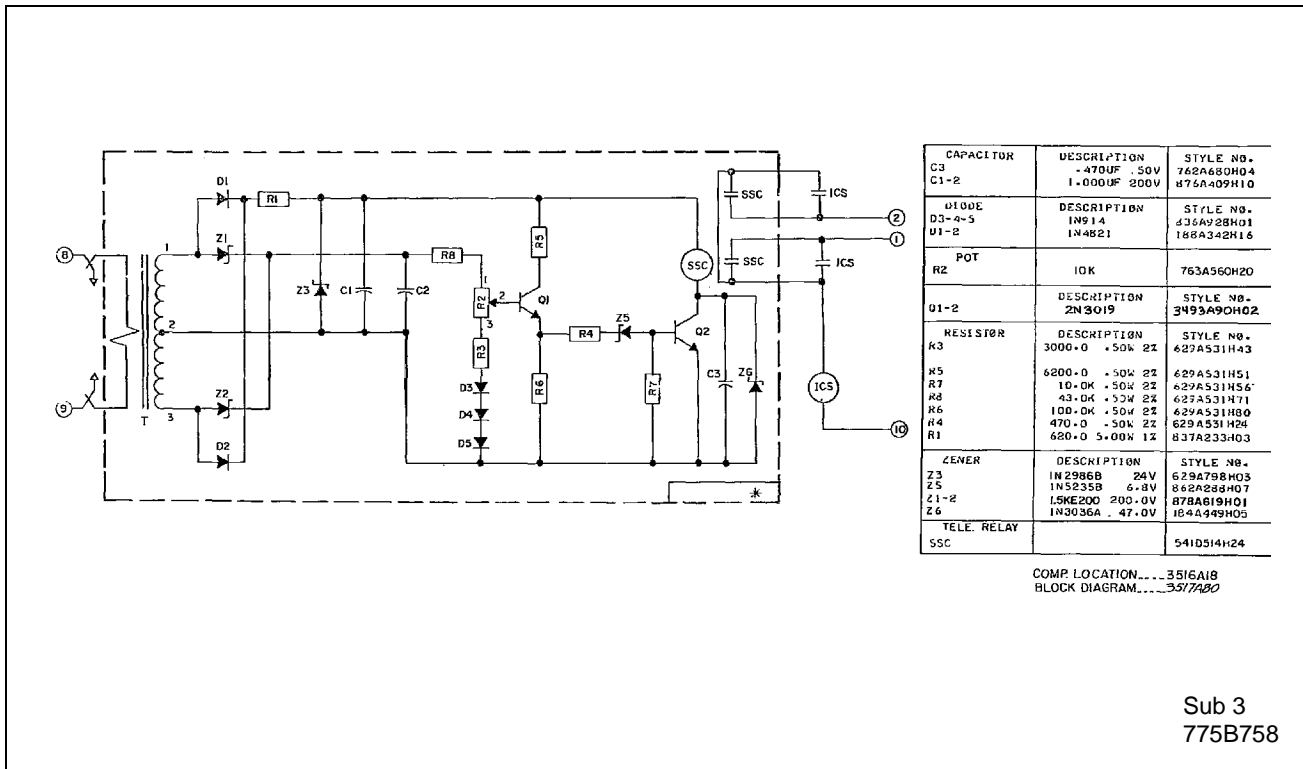 D1
R1
Z1
8
1
2
3
T
9
Z2
D2
Z3
C1
C2
R8
1
R2
2
3
R3
D3
D4
D5
R5
Q1
R6
R4
Z5
R7
SSC
Q2
C3
Z6
*
SSC
ICS
2
1
SSC
ICS
ICS
10
CAPACITOR DESCRIPTION STYLE NO.
C3 .470UF .50V 762A680H04
C1-2 1.000UF 200V 876A409H10
DIODE DESCRIPTION STYLE NO.
D3-4-5 1N914 836A928H01
D1-2 1N4821 188A342H16
POT
R2 10K 763A560H20
DESCRIPTION STYLE NO.
Q1-2 2N3019 3493A90H02
RESISTOR DESCRIPTION STYLE NO.
R3 3000.0 .50W 2% 629A531H43
R5 6200.0 .50W 2% 629A531H51
R7 10.0K .50W 2% 629A531H56
R8 43.0K .50W 2% 629A531H71
R6 100.0K .50W 2% 629A531H80
R4 470.0 .50W 2% 629A531H24
R1 620.0 5.00W 1% 837A233H03
ZENER DESCRIPTION STYLE NO.
Z3 1N2986B 24V 629A798H03
Z5 1N5235B 6.8V 862A288H07
Z1-2 1.5KE200 200.0V 878A619H01
Z6 1N3036A . 47.0V 184A449H05
TELE. RELAY
SSC 541D514H24
COMP. LOCATION....3516A18
BLOCK DIAGRAM....3517A80
Sub 3
775B758